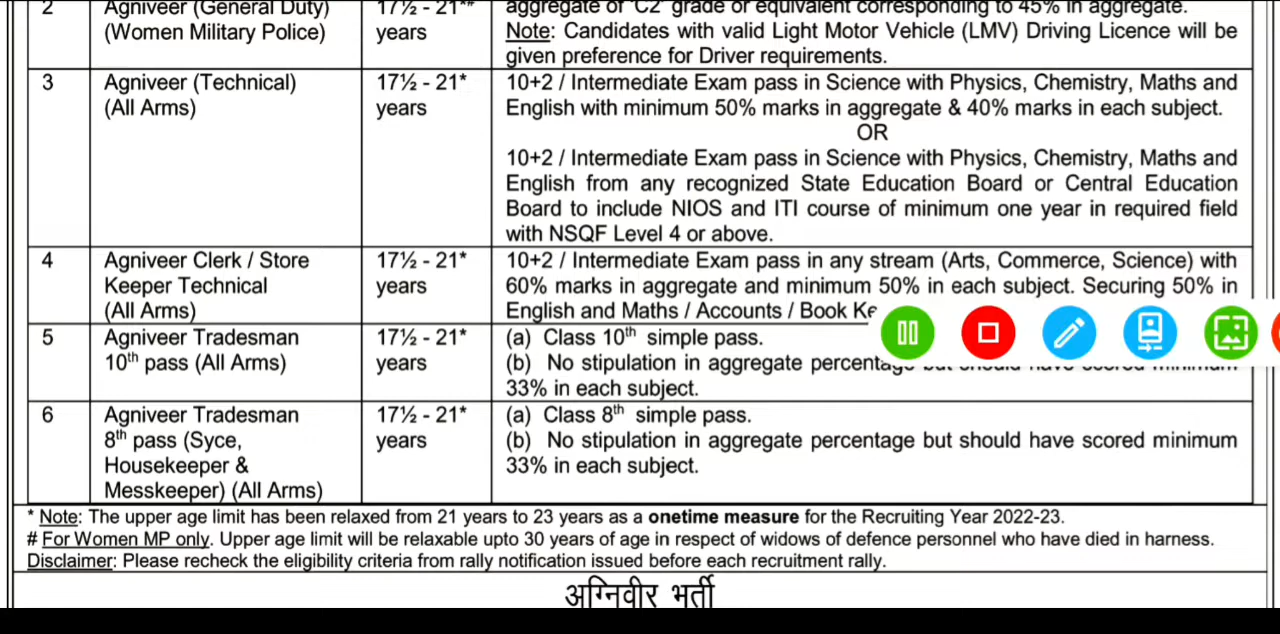 2 Agniveer (General Duty) 17½ - 21*# aggregate of 'C2' grade or equivalent corresponding to 45% in aggregate.
(Women Military Police) years Note: Candidates with valid Light Motor Vehicle (LMV) Driving Licence will be
given preference for Driver requirements.
3 Agniveer (Technical) 17½ - 21* 10+2 / Intermediate Exam pass in Science with Physics, Chemistry, Maths and
(All Arms) years English with minimum 50% marks in aggregate & 40% marks in each subject.
OR
10+2 / Intermediate Exam pass in Science with Physics, Chemistry, Maths and
English from any recognized State Education Board or Central Education
Board to include NIOS and ITI course of minimum one year in required field
with NSQF Level 4 or above.
4 Agniveer Clerk / Store 17½ - 21* 10+2 / Intermediate Exam pass in any stream (Arts, Commerce, Science) with
Keeper Technical years 60% marks in aggregate and minimum 50% in each subject. Securing 50% in
(All Arms) English and Maths / Accounts / Book
5 Agniveer Tradesman 17½ - 21* (a) Class 10th simple pass.
10th pass (All Arms) years (b) No stipulation in aggregate percentage but should have scored minimum
33% in each subject.
6 Agniveer Tradesman 17½ - 21* (a) Class 8th simple pass.
8th pass (Syce, years (b) No stipulation in aggregate percentage but should have scored minimum
Housekeeper & 33% in each subject.
Messkeeper) (All Arms)
* Note: The upper age limit has been relaxed from 21 years to 23 years as a onetime measure for the Recruiting Year 2022-23.
# For Women MP only. Upper age limit will be relaxable upto 30 years of age in respect of widows of defence personnel who have died in harness.
Disclaimer: Please recheck the eligibility criteria from rally notification issued before each recruitment rally.
अग्निवीर भर्ती